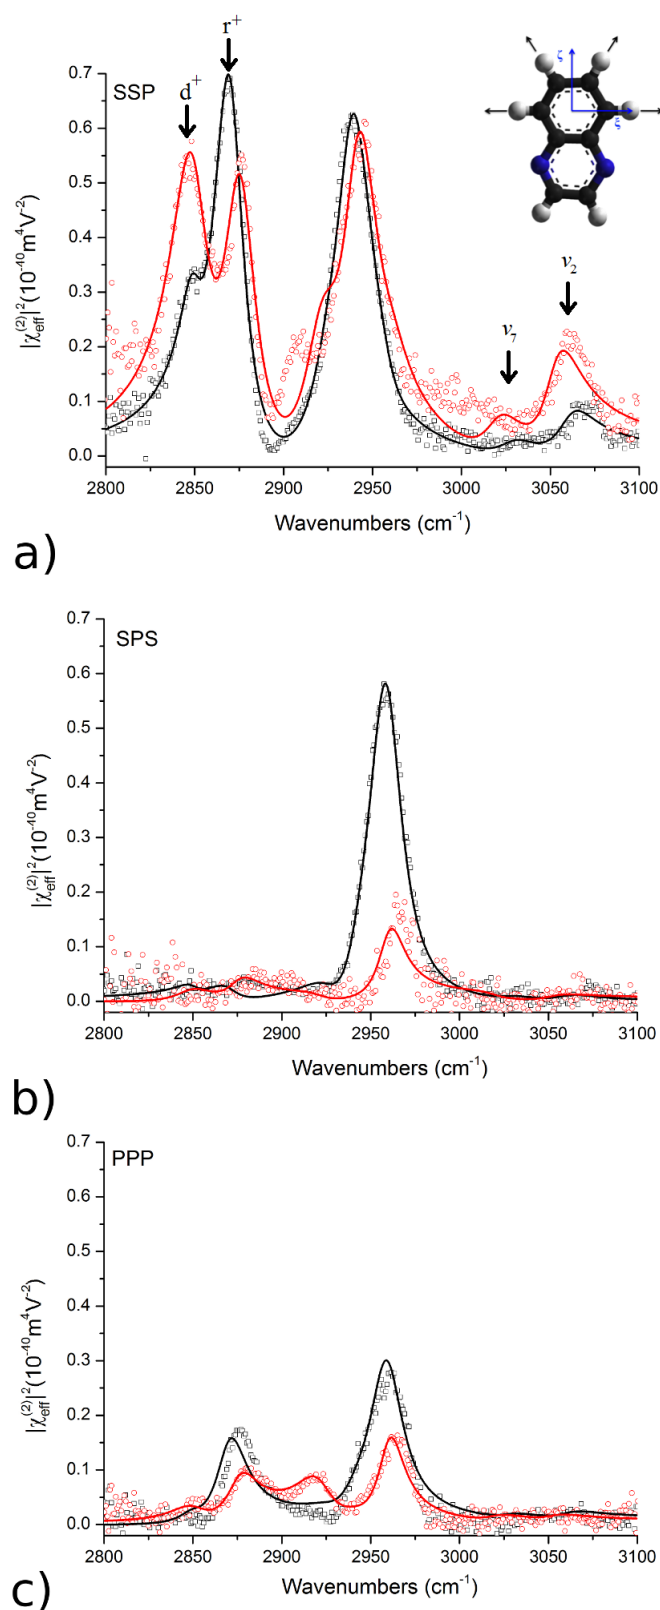 r⁺
SSP
d⁺
ζ
ξ
ν₂
ν₇
0.7
0.6
0.5
0.4
0.3
0.2
0.1
0.0
|χeff⁽²⁾|²(10⁻⁴⁰m⁴V⁻²)
2800 2850 2900 2950 3000 3050 3100
Wavenumbers (cm⁻¹)
a)
SPS
0.7
0.6
0.5
0.4
0.3
0.2
0.1
0.0
|χeff⁽²⁾|²(10⁻⁴⁰m⁴V⁻²)
2800 2850 2900 2950 3000 3050 3100
Wavenumbers (cm⁻¹)
b)
PPP
0.7
0.6
0.5
0.4
0.3
0.2
0.1
0.0
|χeff⁽²⁾|²(10⁻⁴⁰m⁴V⁻²)
2800 2850 2900 2950 3000 3050 3100
Wavenumbers (cm⁻¹)
c)